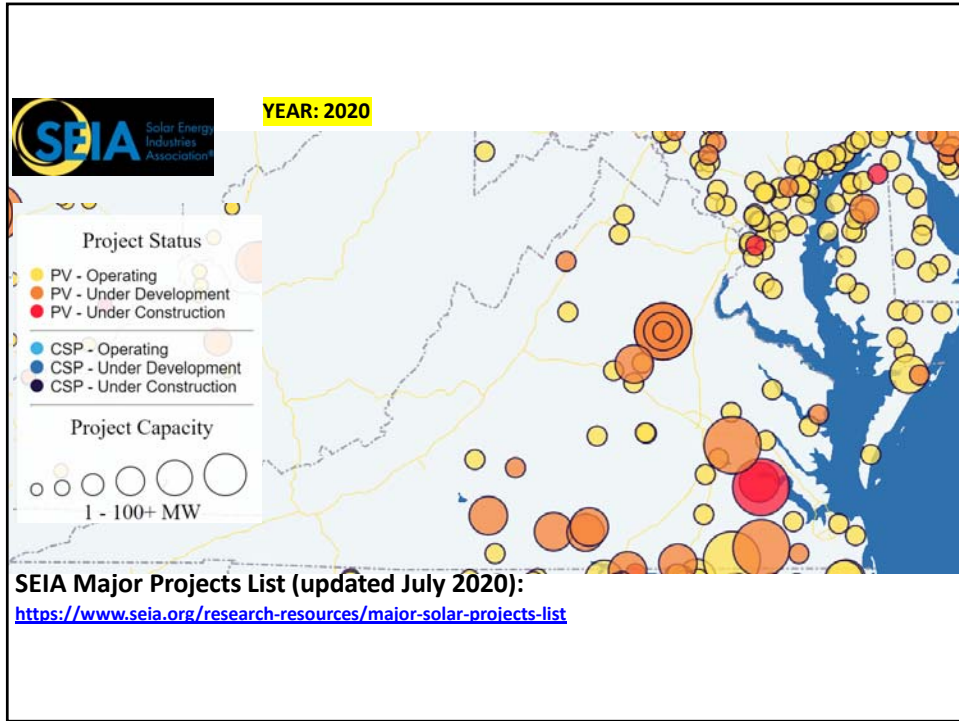 YEAR: 2020
SEIA
Solar Energy
Industries
Association®
Project Status
PV - Operating
PV - Under Development
PV - Under Construction
CSP - Operating
CSP - Under Development
CSP - Under Construction
Project Capacity
1 - 100+ MW
SEIA Major Projects List (updated July 2020):
https://www.seia.org/research-resources/major-solar-projects-list